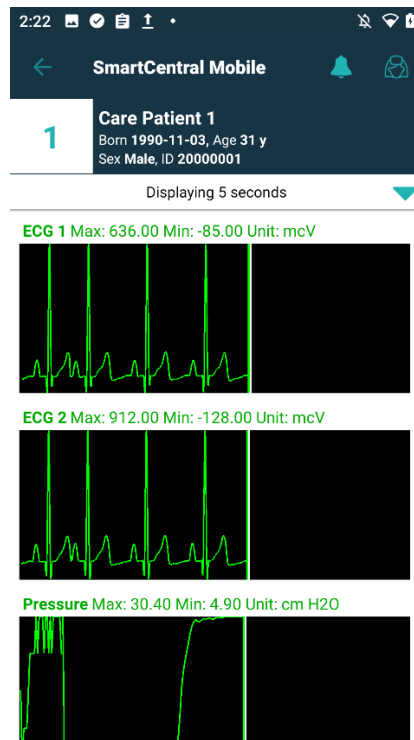 2:22
SmartCentral Mobile
1
Care Patient 1
Born 1990-11-03, Age 31 y
Sex Male, ID 20000001
Displaying 5 seconds
ECG 1 Max: 636.00 Min: -85.00 Unit: mcV
ECG 2 Max: 912.00 Min: -128.00 Unit: mcV
Pressure Max: 30.40 Min: 4.90 Unit: cm H2O